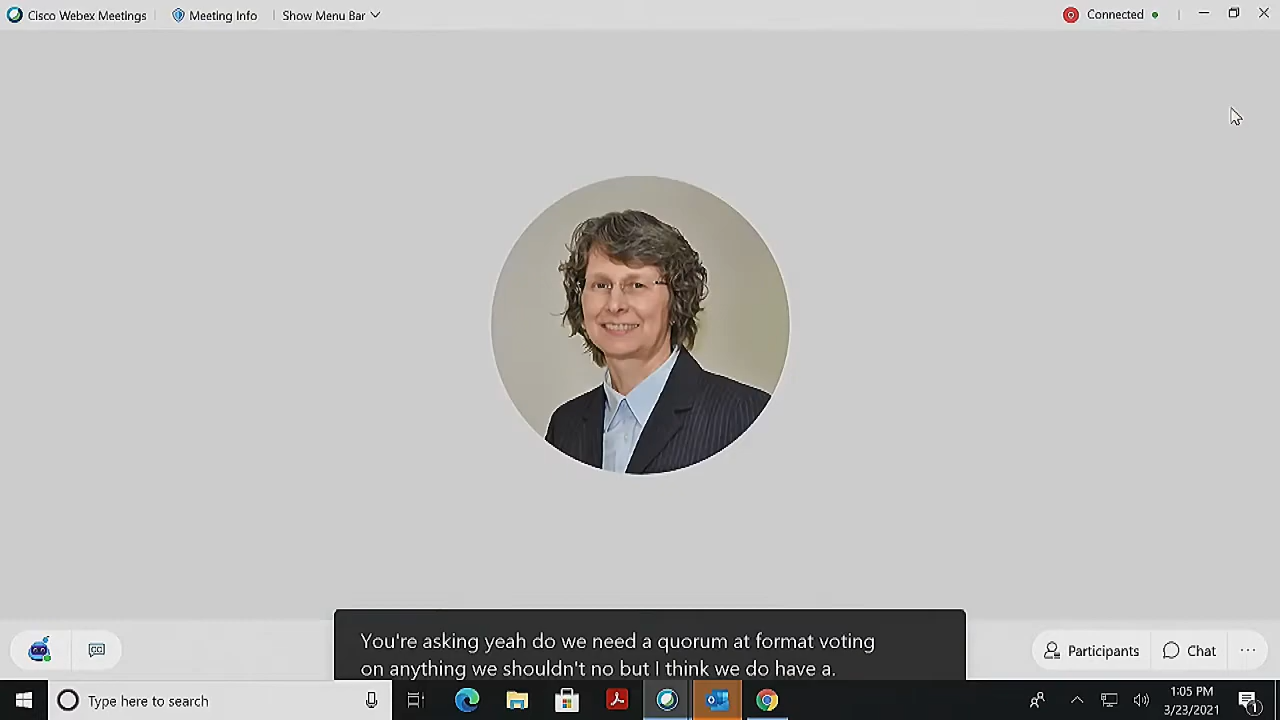 Cisco Webex Meetings
Meeting Info
Show Menu Bar
Connected
You're asking yeah do we need a quorum at format voting
on anything we shouldn't no but I think we do have a.
CC
Participants
Chat
Type here to search
1:05 PM
3/23/2021
1